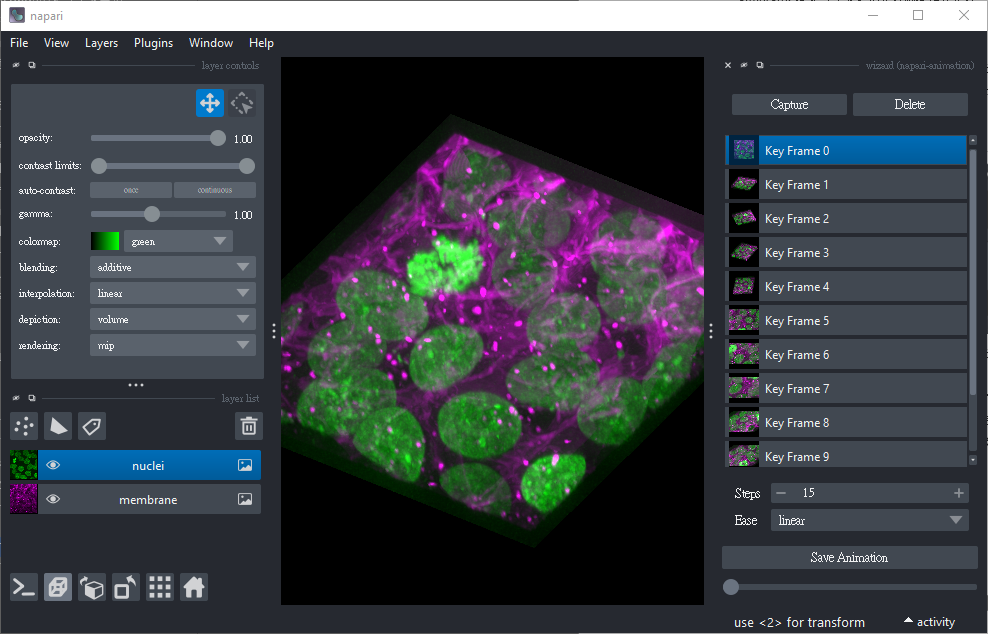 napari
File View Layers Plugins Window Help
layer controls
opacity: 1.00
contrast limits:
auto-contrast: once continuous
gamma: 1.00
colormap: green
blending: additive
interpolation: linear
depiction: volume
rendering: mip
layer list
nuclei
membrane
wizard (napari-animation)
Capture Delete
Key Frame 0
Key Frame 1
Key Frame 2
Key Frame 3
Key Frame 4
Key Frame 5
Key Frame 6
Key Frame 7
Key Frame 8
Key Frame 9
Steps 15
Ease linear
Save Animation
use <2> for transform activity